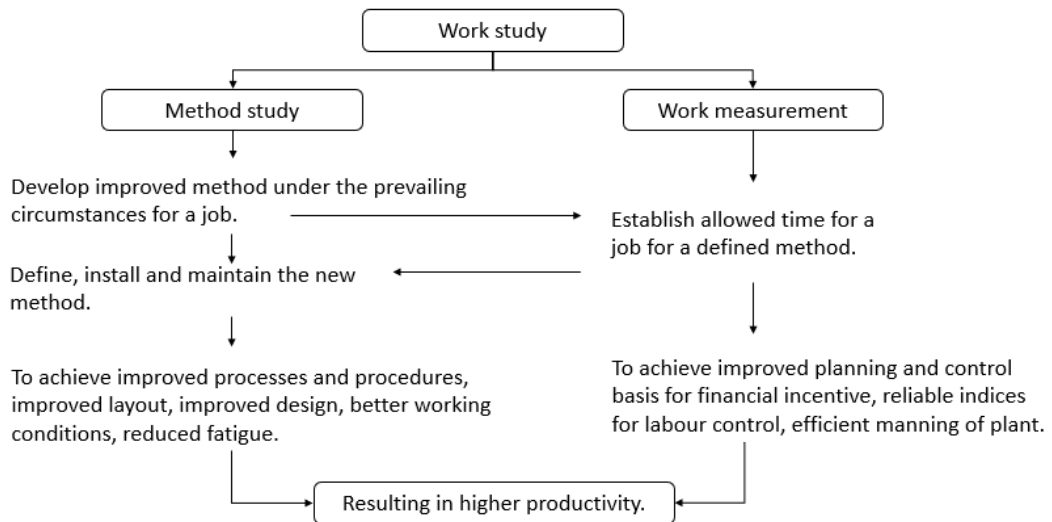 Work study
Method study
Work measurement
Develop improved method under the prevailing
circumstances for a job.
Establish allowed time for a
job for a defined method.
Define, install and maintain the new
method.
To achieve improved processes and procedures,
improved layout, improved design, better working
conditions, reduced fatigue.
To achieve improved planning and control
basis for financial incentive, reliable indices
for labour control, efficient manning of plant.
Resulting in higher productivity.